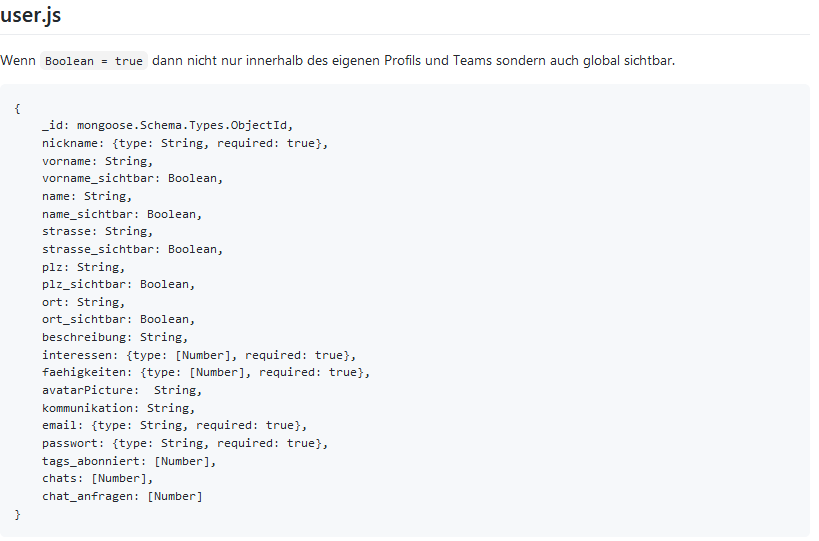 user.js
Wenn Boolean = true dann nicht nur innerhalb des eigenen Profils und Teams sondern auch global sichtbar.
{
    _id: mongoose.Schema.Types.ObjectId,
    nickname: {type: String, required: true},
    vorname: String,
    vorname_sichtbar: Boolean,
    name: String,
    name_sichtbar: Boolean,
    strasse: String,
    strasse_sichtbar: Boolean,
    plz: String,
    plz_sichtbar: Boolean,
    ort: String,
    ort_sichtbar: Boolean,
    beschreibung: String,
    interessen: {type: [Number], required: true},
    faehigkeiten: {type: [Number], required: true},
    avatarPicture:  String,
    kommunikation: String,
    email: {type: String, required: true},
    passwort: {type: String, required: true},
    tags_abonniert: [Number],
    chats: [Number],
    chat_anfragen: [Number]
}